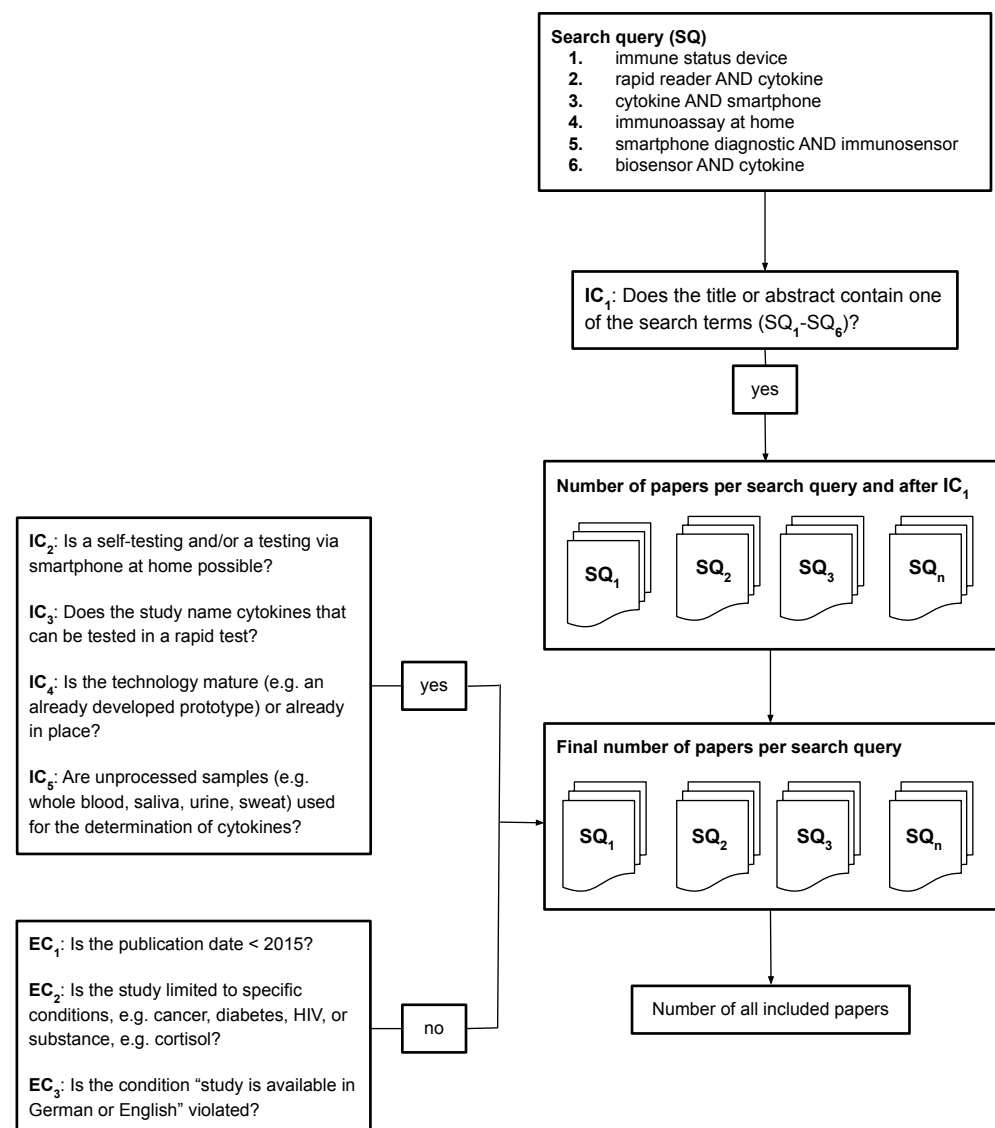 Search query (SQ)
1. immune status device
2. rapid reader AND cytokine
3. cytokine AND smartphone
4. immunoassay at home
5. smartphone diagnostic AND immunosensor
6. biosensor AND cytokine
IC1: Does the title or abstract contain one
of the search terms (SQ1-SQ6)?
yes
Number of papers per search query and after IC1
SQ1 SQ2 SQ3 SQn
IC2: Is a self-testing and/or a testing via
smartphone at home possible?
IC3: Does the study name cytokines that
can be tested in a rapid test?
IC4: Is the technology mature (e.g. an
already developed prototype) or already
in place?
IC5: Are unprocessed samples (e.g.
whole blood, saliva, urine, sweat) used
for the determination of cytokines?
yes
Final number of papers per search query
SQ1 SQ2 SQ3 SQn
EC1: Is the publication date < 2015?
EC2: Is the study limited to specific
conditions, e.g. cancer, diabetes, HIV, or
substance, e.g. cortisol?
EC3: Is the condition “study is available in
German or English” violated?
no
Number of all included papers